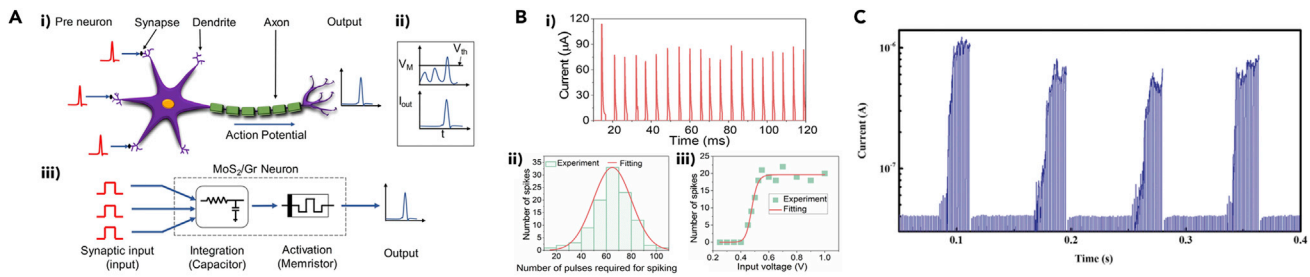 A
i) Pre neuron
Synapse
Dendrite
Axon
Output
Action Potential
ii)
V_M
V_th
I_out
t
iii)
MoS₂/Gr Neuron
Synaptic input
(input)
Integration
(Capacitor)
Activation
(Memristor)
Output
B
i)
Current (µA)
120
90
60
30
0
20 40 60 80 100 120
Time (ms)
ii)
Number of spikes
35
30
25
20
15
10
5
0
Experiment
Fitting
20 40 60 80 100
Number of pulses required for spiking
iii)
Number of spikes
25
20
15
10
5
0
Experiment
Fitting
0.2 0.4 0.6 0.8 1.0
Input voltage (V)
C
Current (A)
10⁻⁶
10⁻⁷
0.1 0.2 0.3 0.4
Time (s)